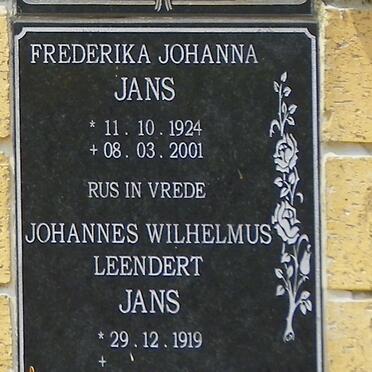 FREDERIKA JOHANNA
JANS
* 11. 10. 1924
+ 08. 03. 2001
RUS IN VREDE
JOHANNES WILHELMUS
LEENDERT
JANS
* 29. 12. 1919
+